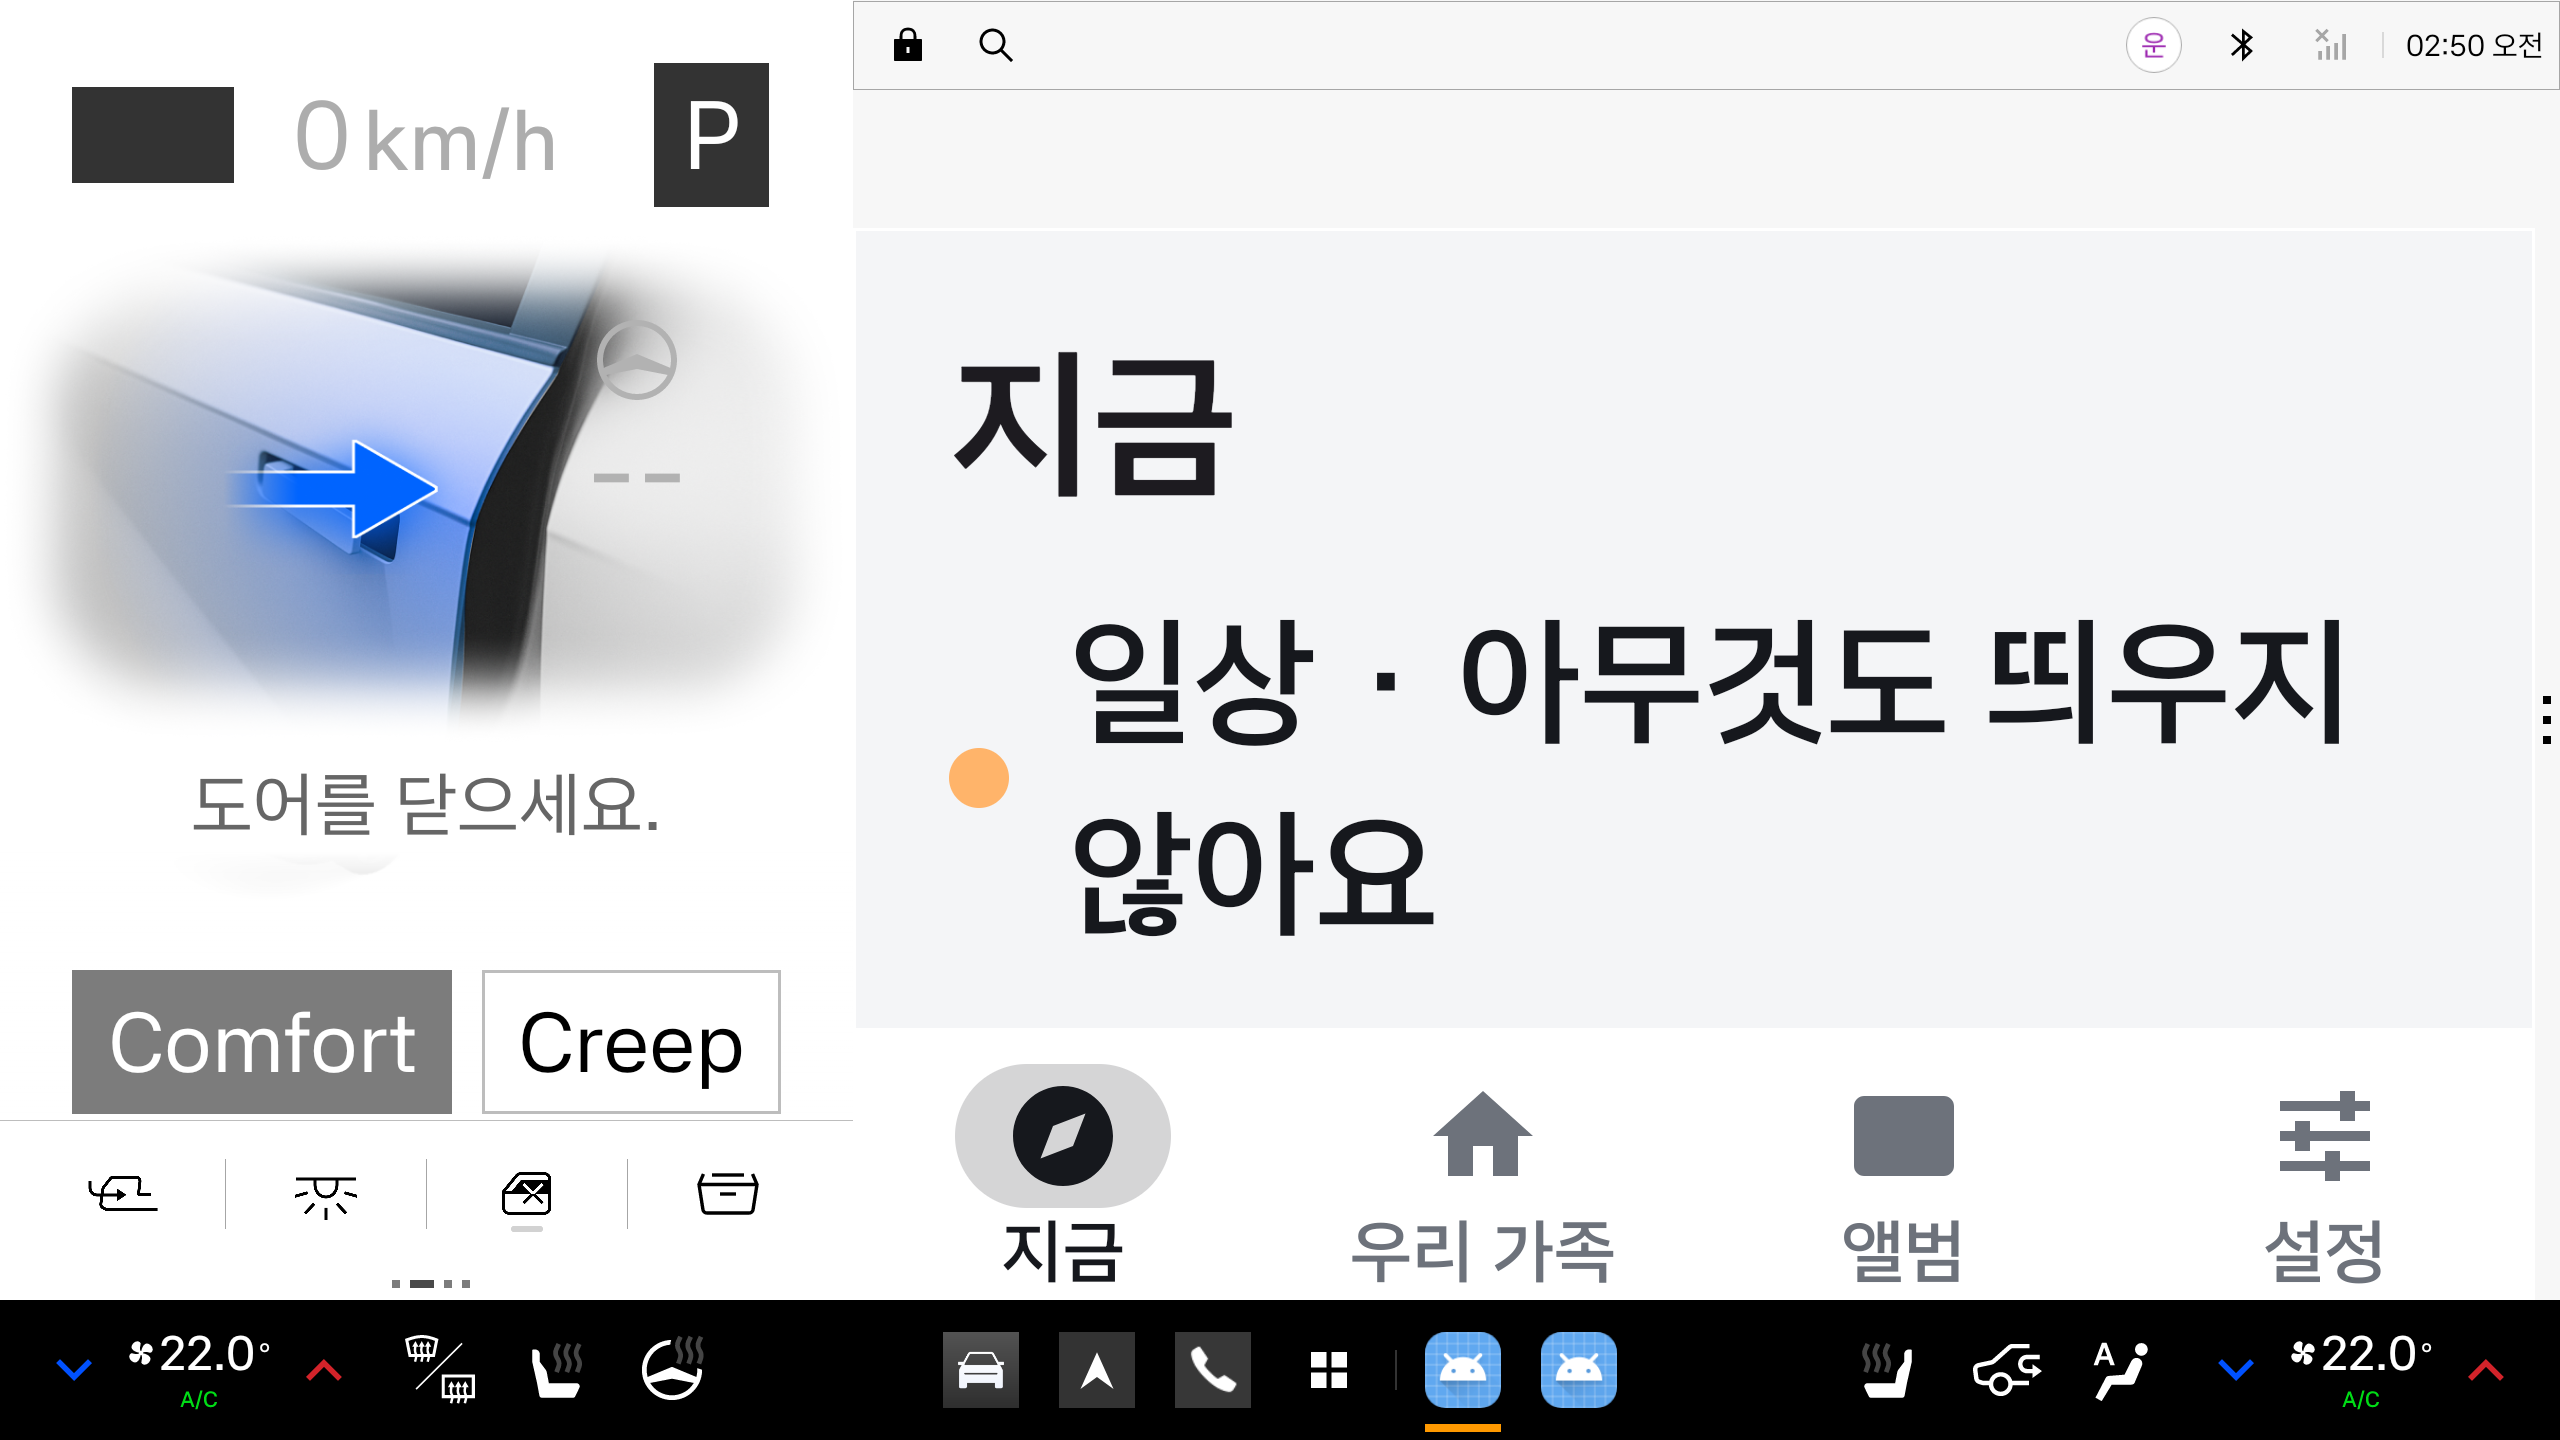 운
02:50 오전
0 km/h
P
도어를 닫으세요.
Comfort
Creep
지금
일상 · 아무것도 띄우지
않아요
지금
우리 가족
앨범
설정
22.0°
A/C
A
22.0°
A/C